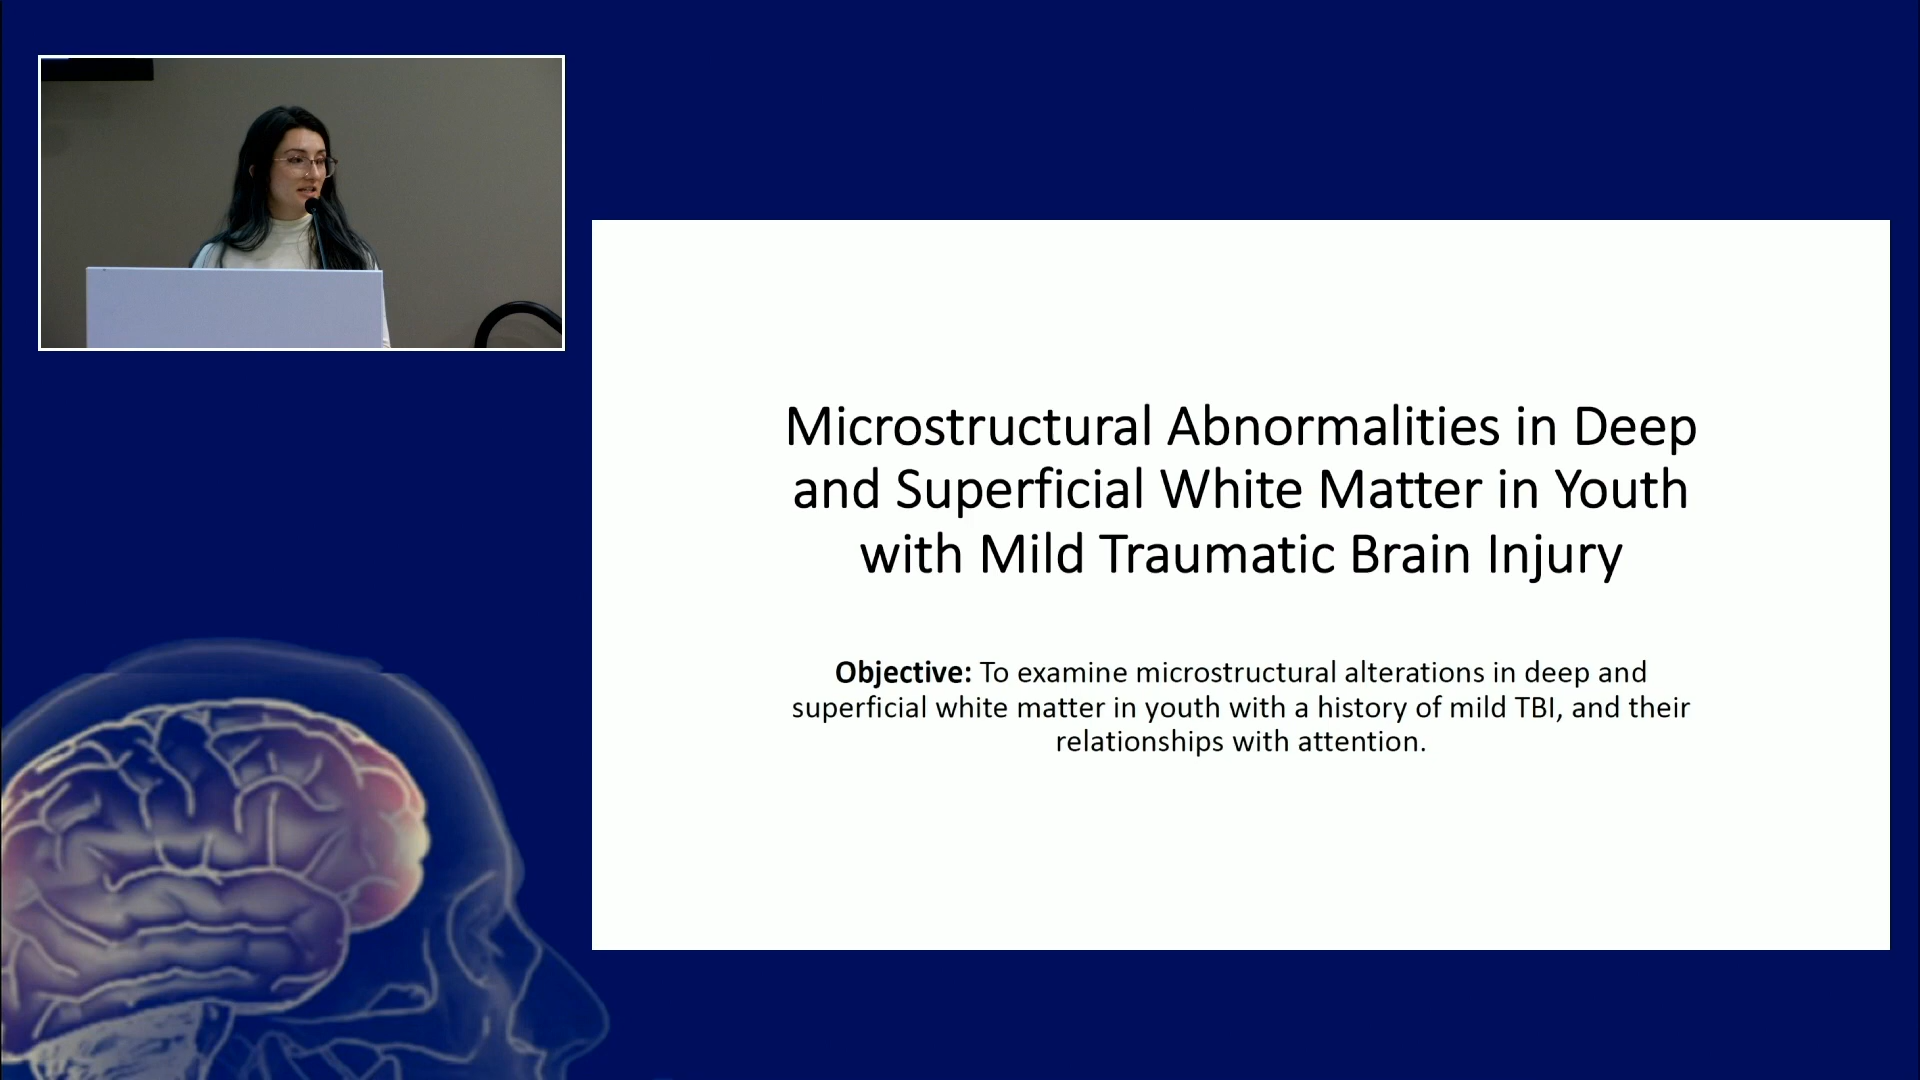 Microstructural Abnormalities in Deep
and Superficial White Matter in Youth
with Mild Traumatic Brain Injury
Objective: To examine microstructural alterations in deep and
superficial white matter in youth with a history of mild TBI, and their
relationships with attention.